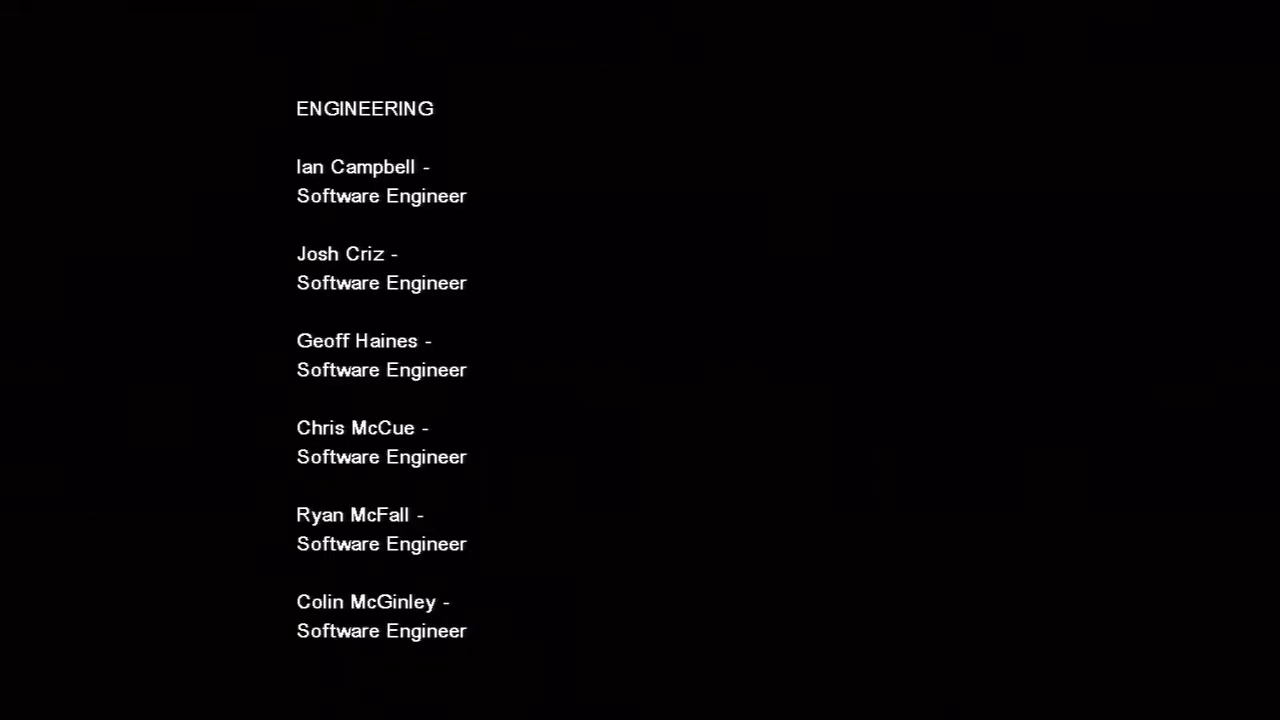 ENGINEERING
Ian Campbell -
Software Engineer
Josh Criz -
Software Engineer
Geoff Haines -
Software Engineer
Chris McCue -
Software Engineer
Ryan McFall -
Software Engineer
Colin McGinley -
Software Engineer